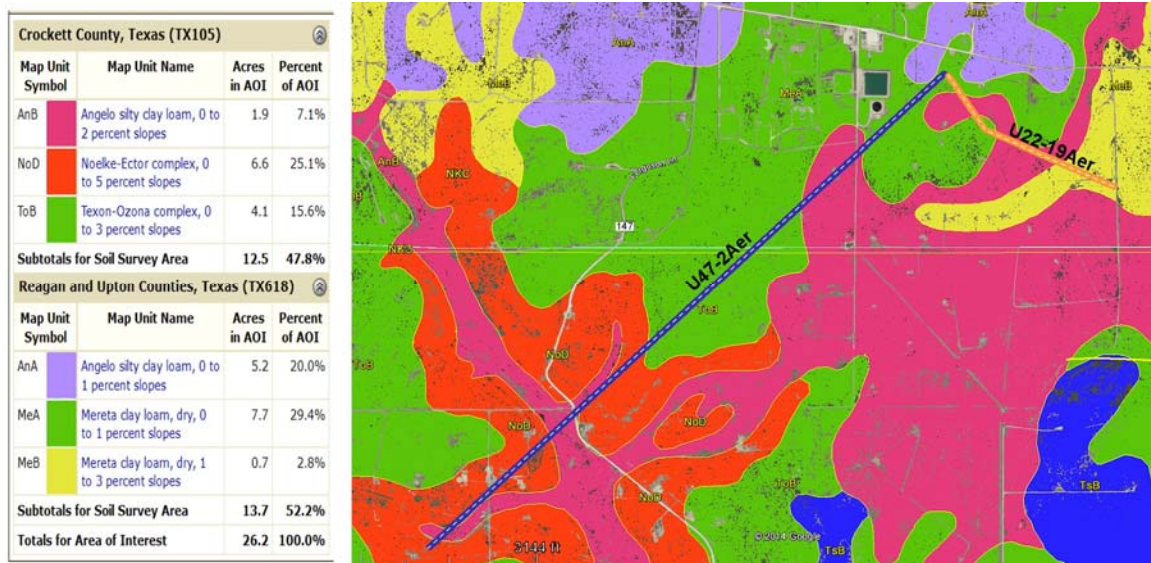 Crockett County, Texas (TX105)
Map Unit Symbol Map Unit Name Acres in AOI Percent of AOI
AnB Angelo silty clay loam, 0 to 2 percent slopes 1.9 7.1%
NoD Noelke-Ector complex, 0 to 5 percent slopes 6.6 25.1%
ToB Texon-Ozona complex, 0 to 3 percent slopes 4.1 15.6%
Subtotals for Soil Survey Area 12.5 47.8%
Reagan and Upton Counties, Texas (TX618)
Map Unit Symbol Map Unit Name Acres in AOI Percent of AOI
AnA Angelo silty clay loam, 0 to 1 percent slopes 5.2 20.0%
MeA Mereta clay loam, dry, 0 to 1 percent slopes 7.7 29.4%
MeB Mereta clay loam, dry, 1 to 3 percent slopes 0.7 2.8%
Subtotals for Soil Survey Area 13.7 52.2%
Totals for Area of Interest 26.2 100.0%
AnA
AnA
MeB
MeA
MeB
U22-19Aer
AnB
NKC
147
U47-2Aer
ToB
NoD
ToB
NoD
NoD
ToB
TsB
NoD
3144 ft
© 2014 Google
TsB